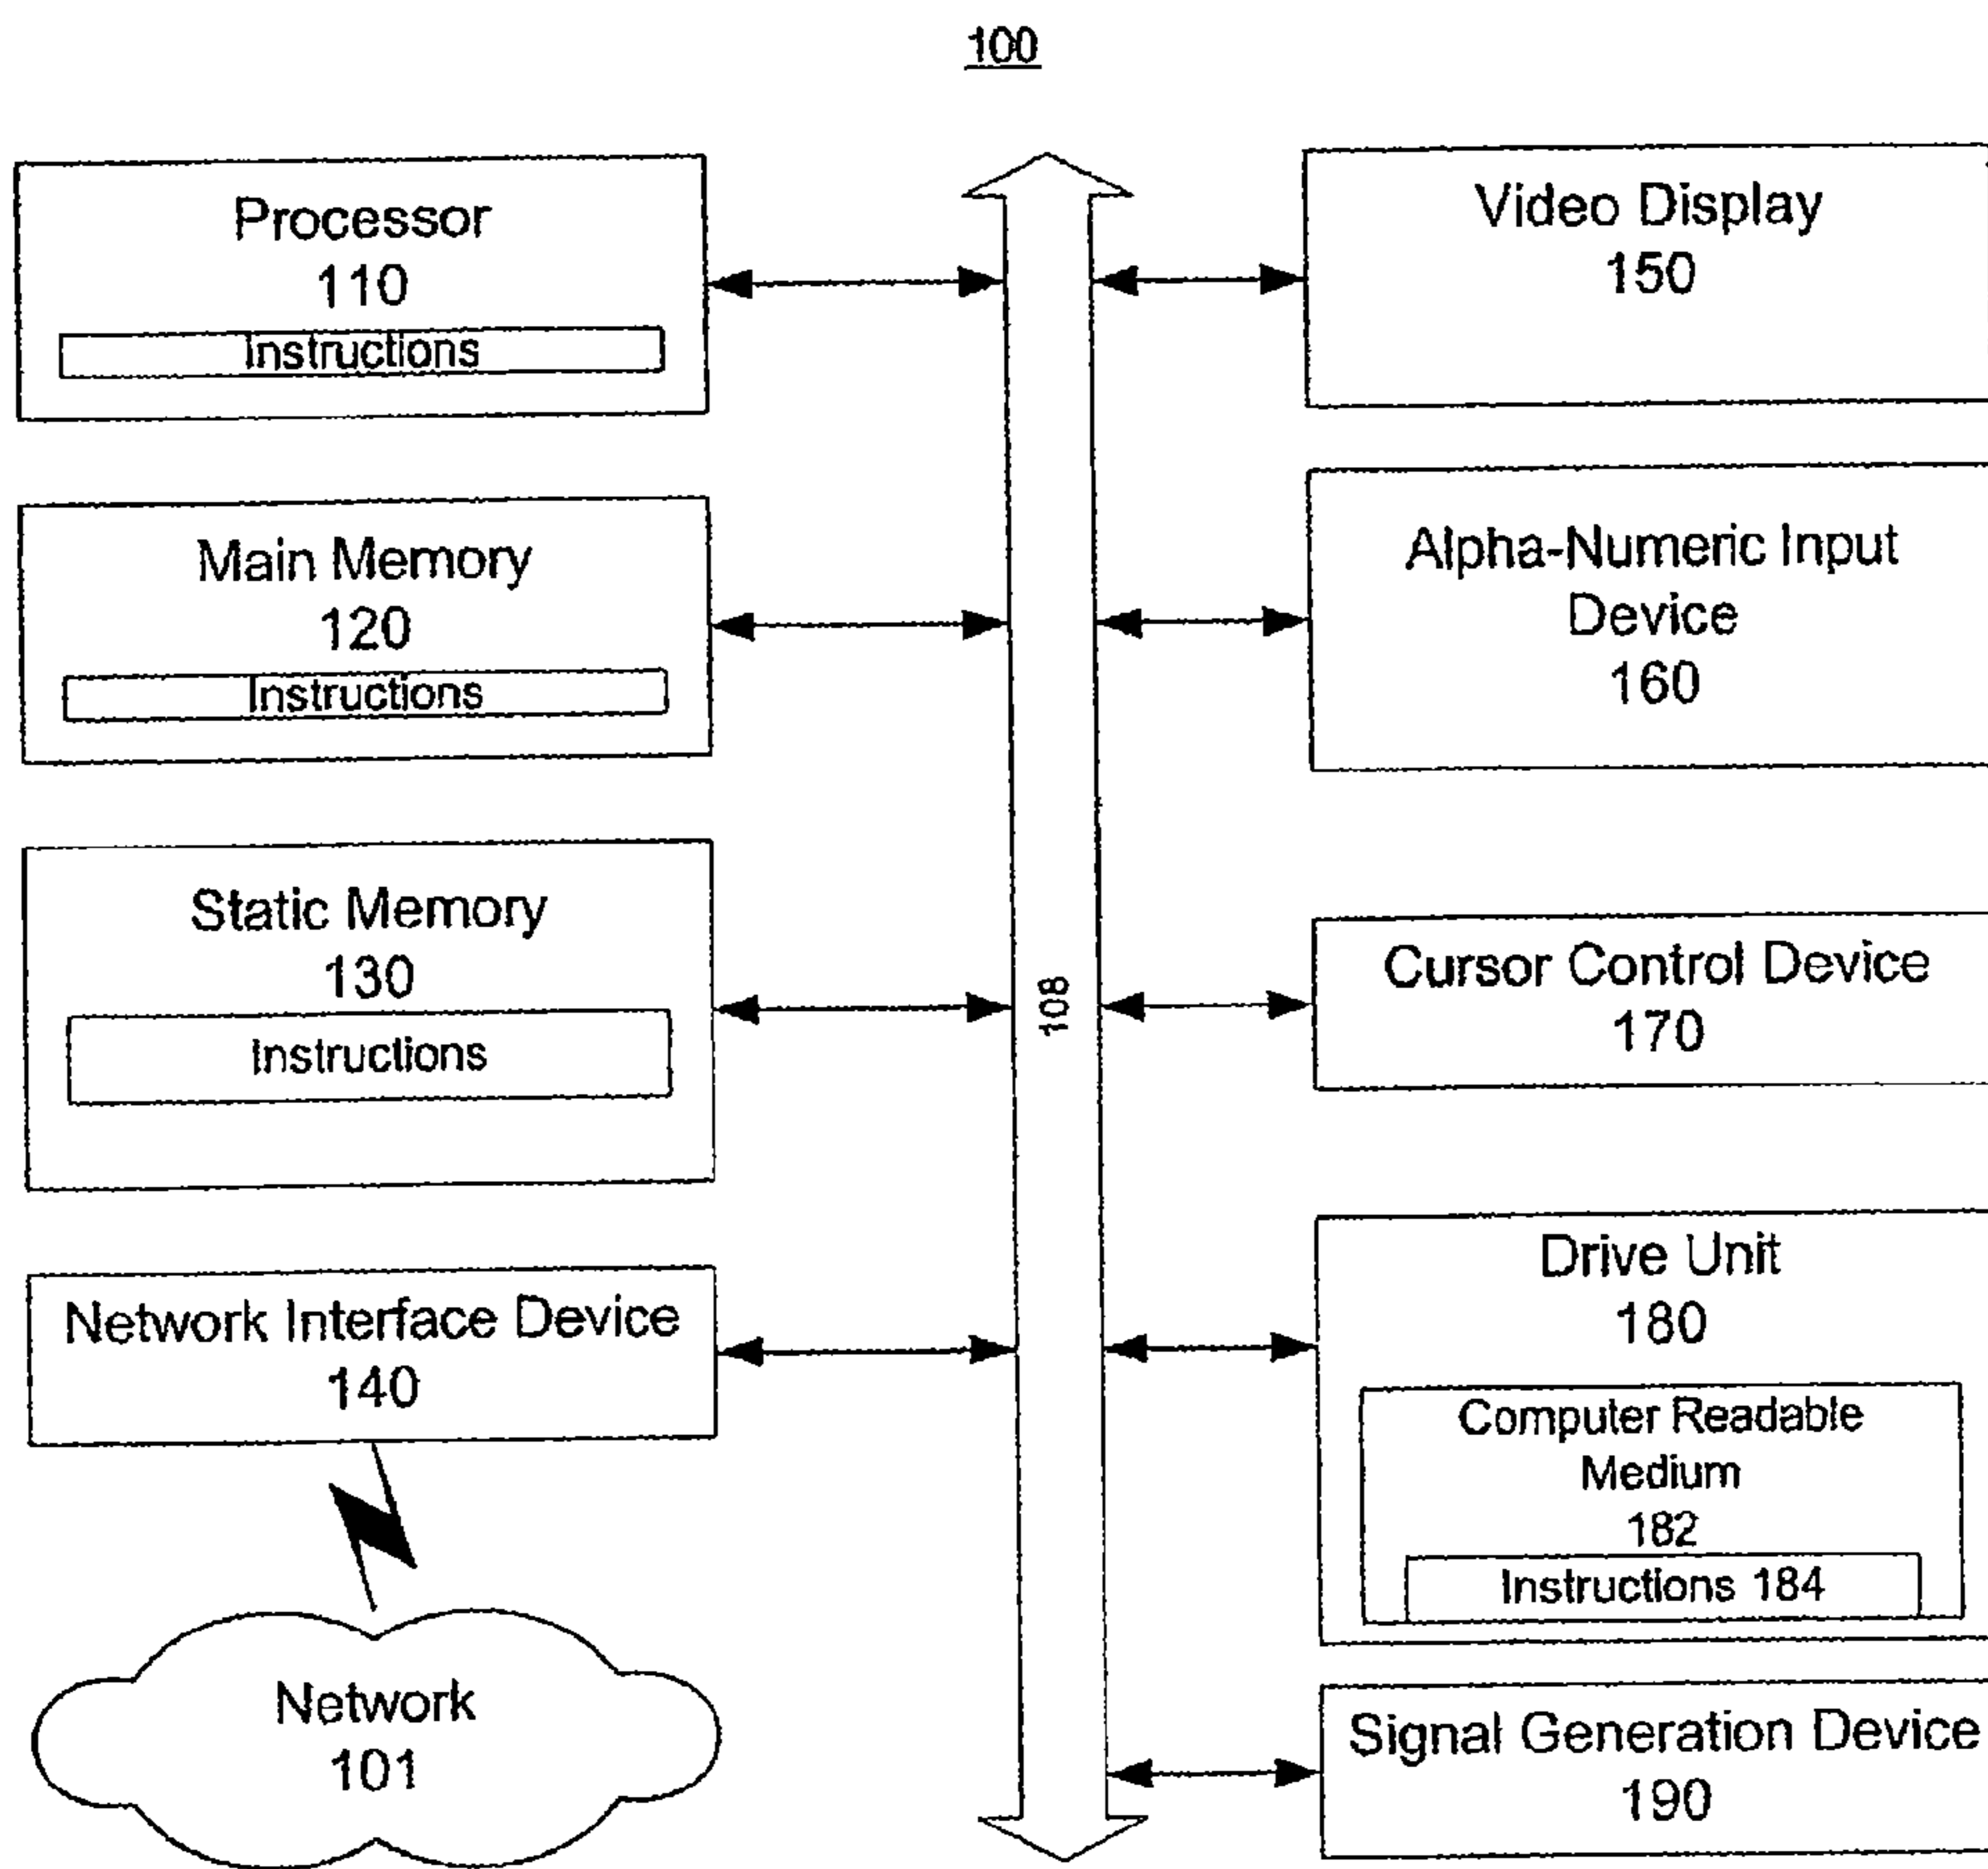 100
Processor
110
Instructions
Main Memory
120
Instructions
Static Memory
130
Instructions
Network Interface Device
140
Network
101
108
Video Display
150
Alpha-Numeric Input
Device
160
Cursor Control Device
170
Drive Unit
180
Computer Readable
Medium
182
Instructions 184
Signal Generation Device
190